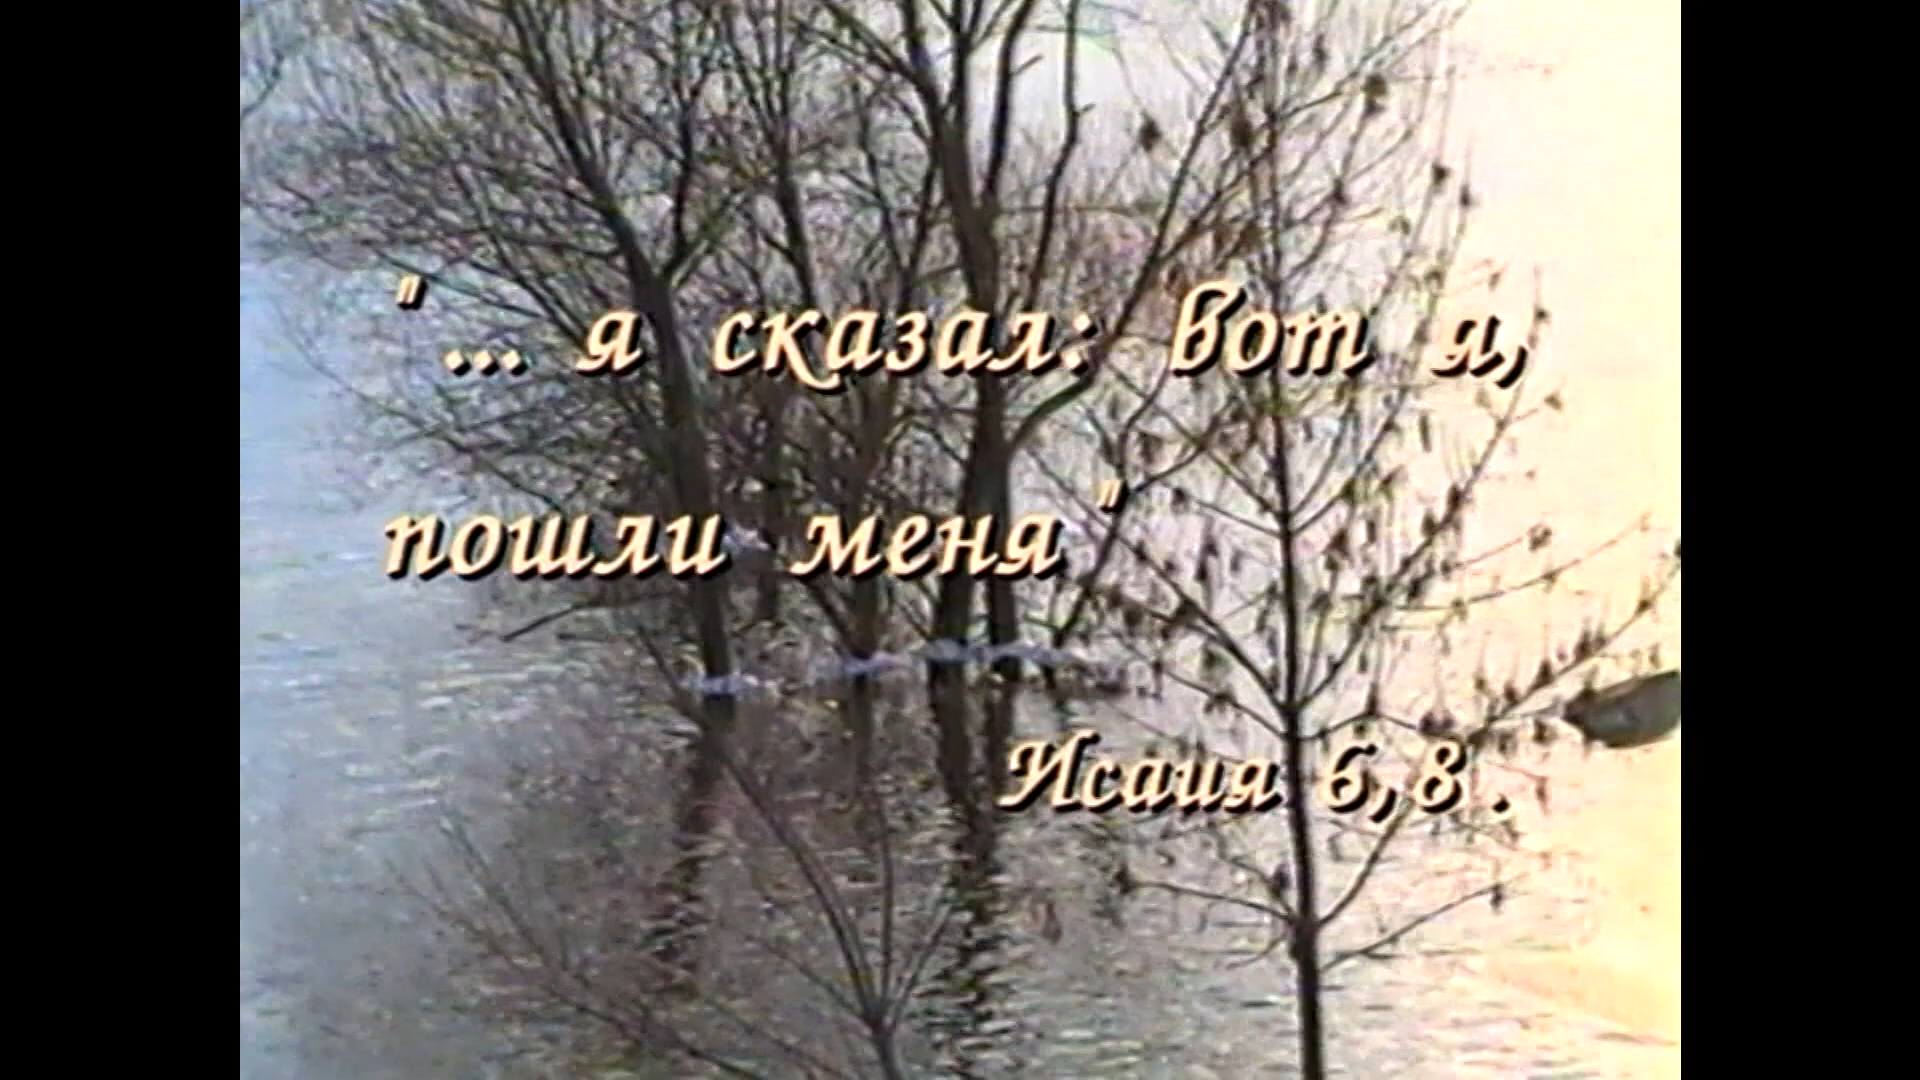 "... я сказал: вот я,
пошли меня"
Исаия 6,8.